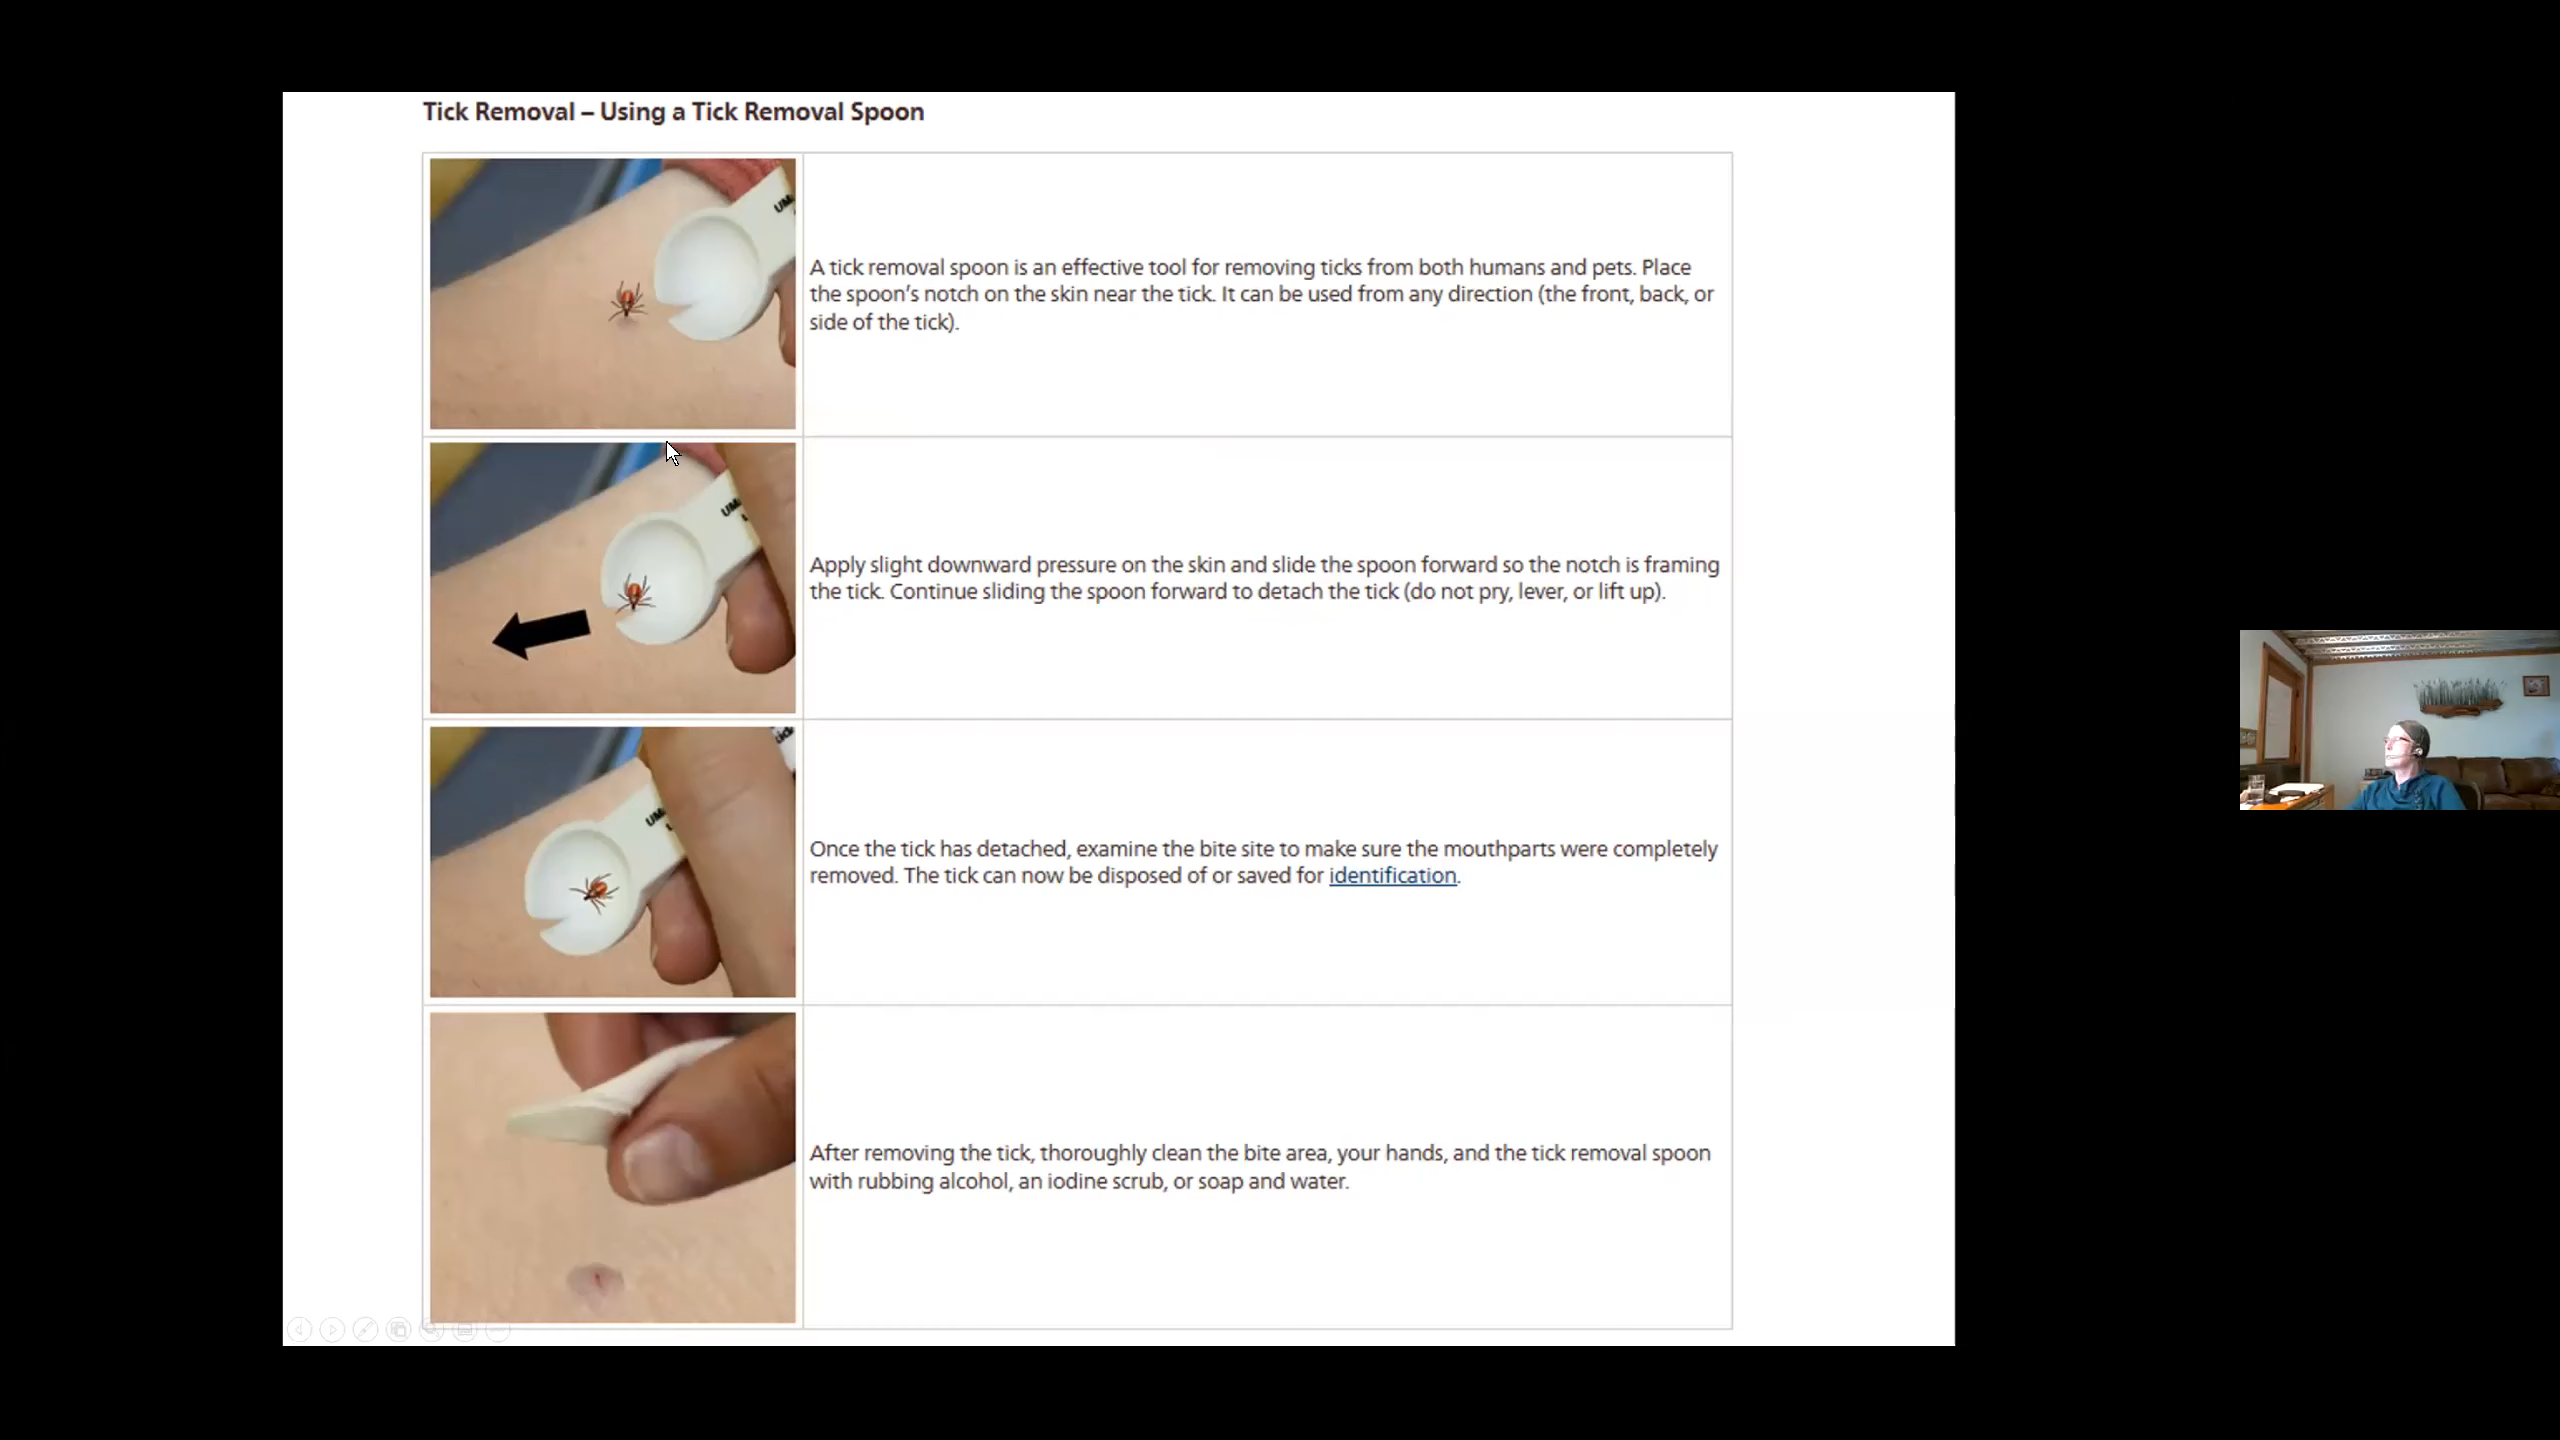 Tick Removal – Using a Tick Removal Spoon
UM
A tick removal spoon is an effective tool for removing ticks from both humans and pets. Place
the spoon's notch on the skin near the tick. It can be used from any direction (the front, back, or
side of the tick).
UM
Apply slight downward pressure on the skin and slide the spoon forward so the notch is framing
the tick. Continue sliding the spoon forward to detach the tick (do not pry, lever, or lift up).
UM
Once the tick has detached, examine the bite site to make sure the mouthparts were completely
removed. The tick can now be disposed of or saved for identification.
After removing the tick, thoroughly clean the bite area, your hands, and the tick removal spoon
with rubbing alcohol, an iodine scrub, or soap and water.